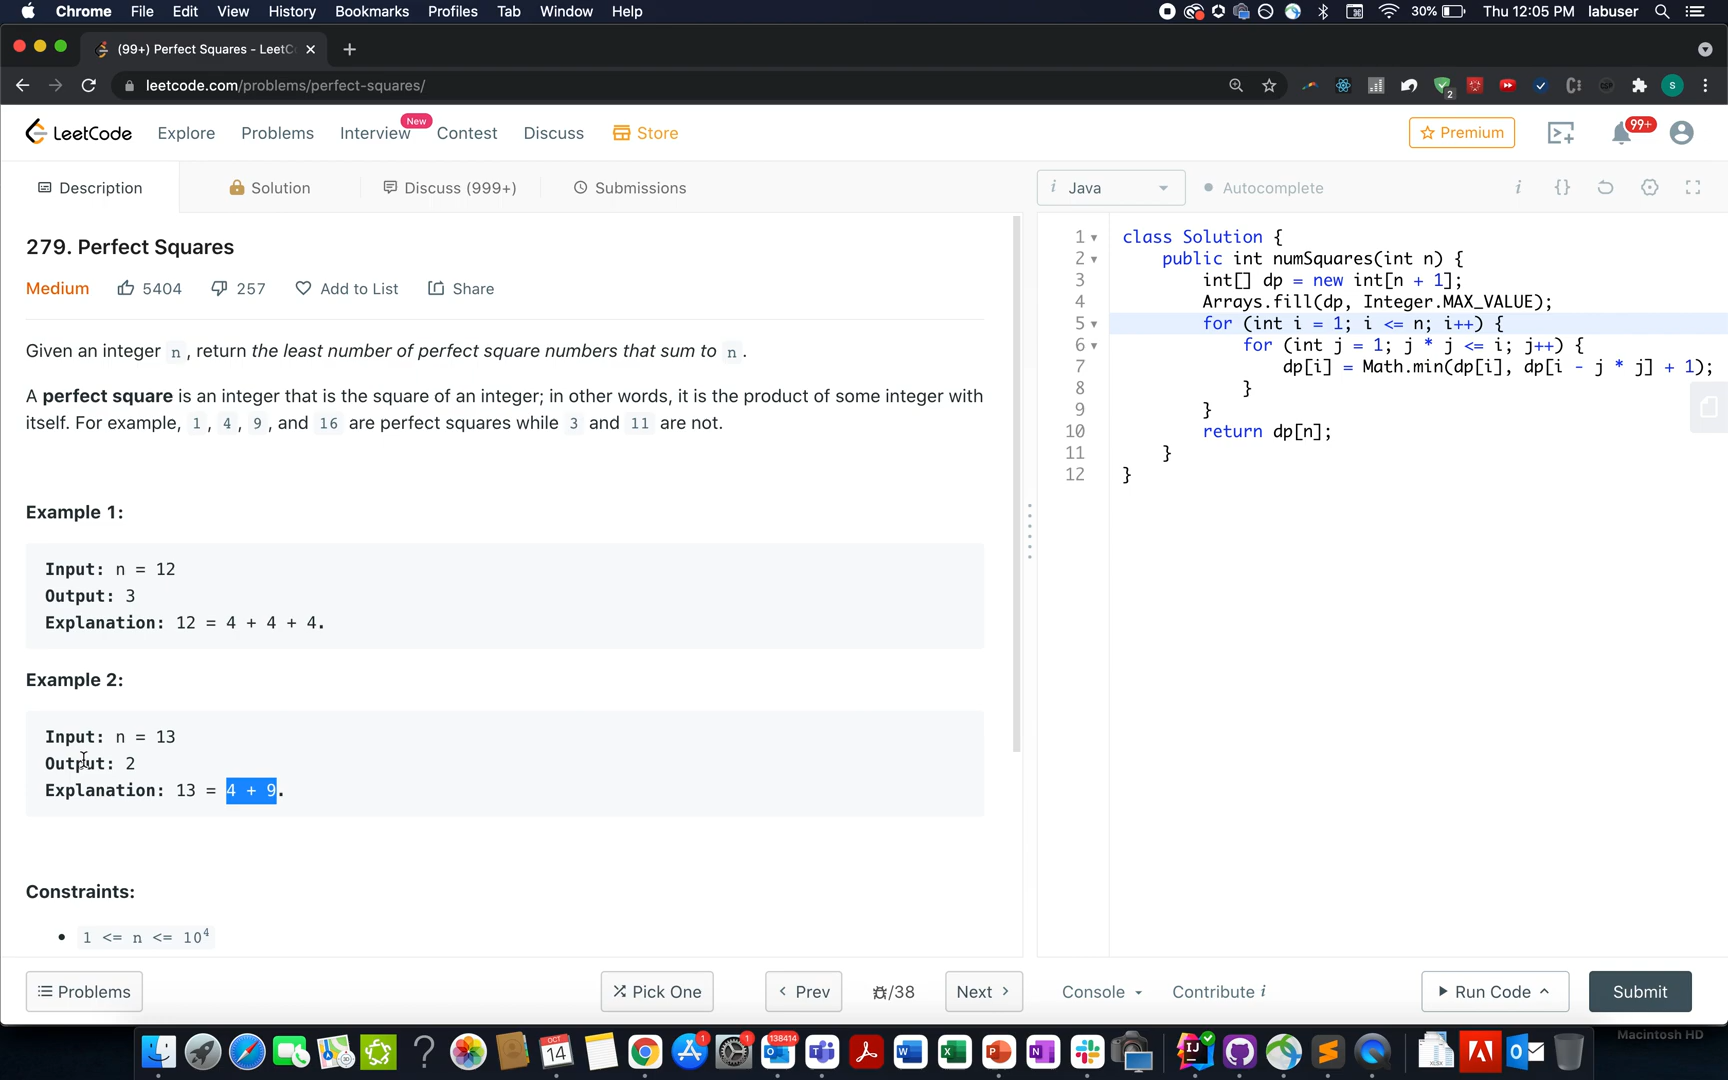 Chrome File Edit View History Bookmarks Profiles Tab Window Help 30% Thu 12:05 PM labuser
(99+) Perfect Squares - LeetC
leetcode.com/problems/perfect-squares/
2
S
LeetCode Explore Problems Interview New Contest Discuss Store Premium 99+
Description Solution Discuss (999+) Submissions
i Java Autocomplete i {}
279. Perfect Squares
Medium 5404 257 Add to List Share
Given an integer n, return the least number of perfect square numbers that sum to n.
A perfect square is an integer that is the square of an integer; in other words, it is the product of some integer with
itself. For example, 1, 4, 9, and 16 are perfect squares while 3 and 11 are not.
Example 1:
Input: n = 12
Output: 3
Explanation: 12 = 4 + 4 + 4.
Example 2:
Input: n = 13
Output: 2
Explanation: 13 = 4 + 9.
Constraints:
1 <= n <= 10⁴
1 class Solution {
2 public int numSquares(int n) {
3 int[] dp = new int[n + 1];
4 Arrays.fill(dp, Integer.MAX_VALUE);
5 for (int i = 1; i <= n; i++) {
6 for (int j = 1; j * j <= i; j++) {
7 dp[i] = Math.min(dp[i], dp[i - j * j] + 1);
8 }
9 }
10 return dp[n];
11 }
12 }
Problems Pick One < Prev /38 Next > Console Contribute i Run Code Submit
Macintosh HD
OCT
14
1
138414